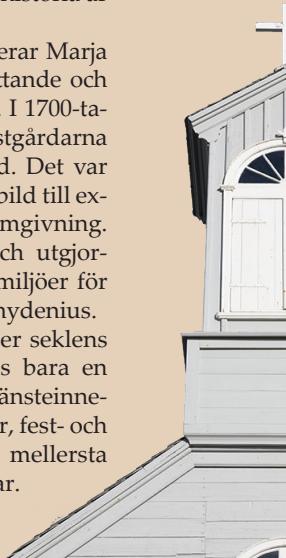 erar Marja
ttande och
. I 1700-ta-
stgårdarna
d. Det var
bild till ex-
mgivning.
ch utgjor-
miljöer för
hydenius.
er seklens
s bara en
änsteinne-
r, fest- och
mellersta
ar.